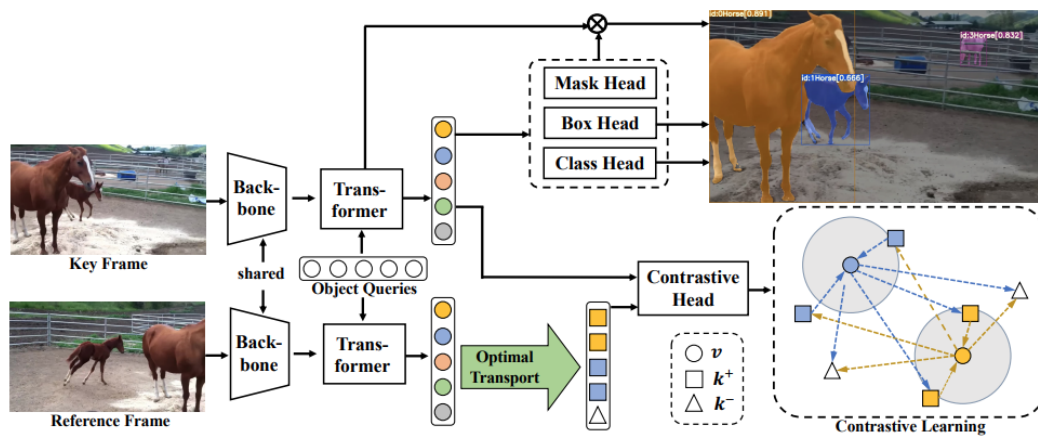 id:0Horse[0.891]
id:3Horse[0.832]
id:1Horse[0.666]
Mask Head
Box Head
Class Head
Back-
bone
Trans-
former
Key Frame
shared
Object Queries
Contrastive
Head
Back-
bone
Trans-
former
Optimal
Transport
v
k+
k−
Reference Frame
Contrastive Learning